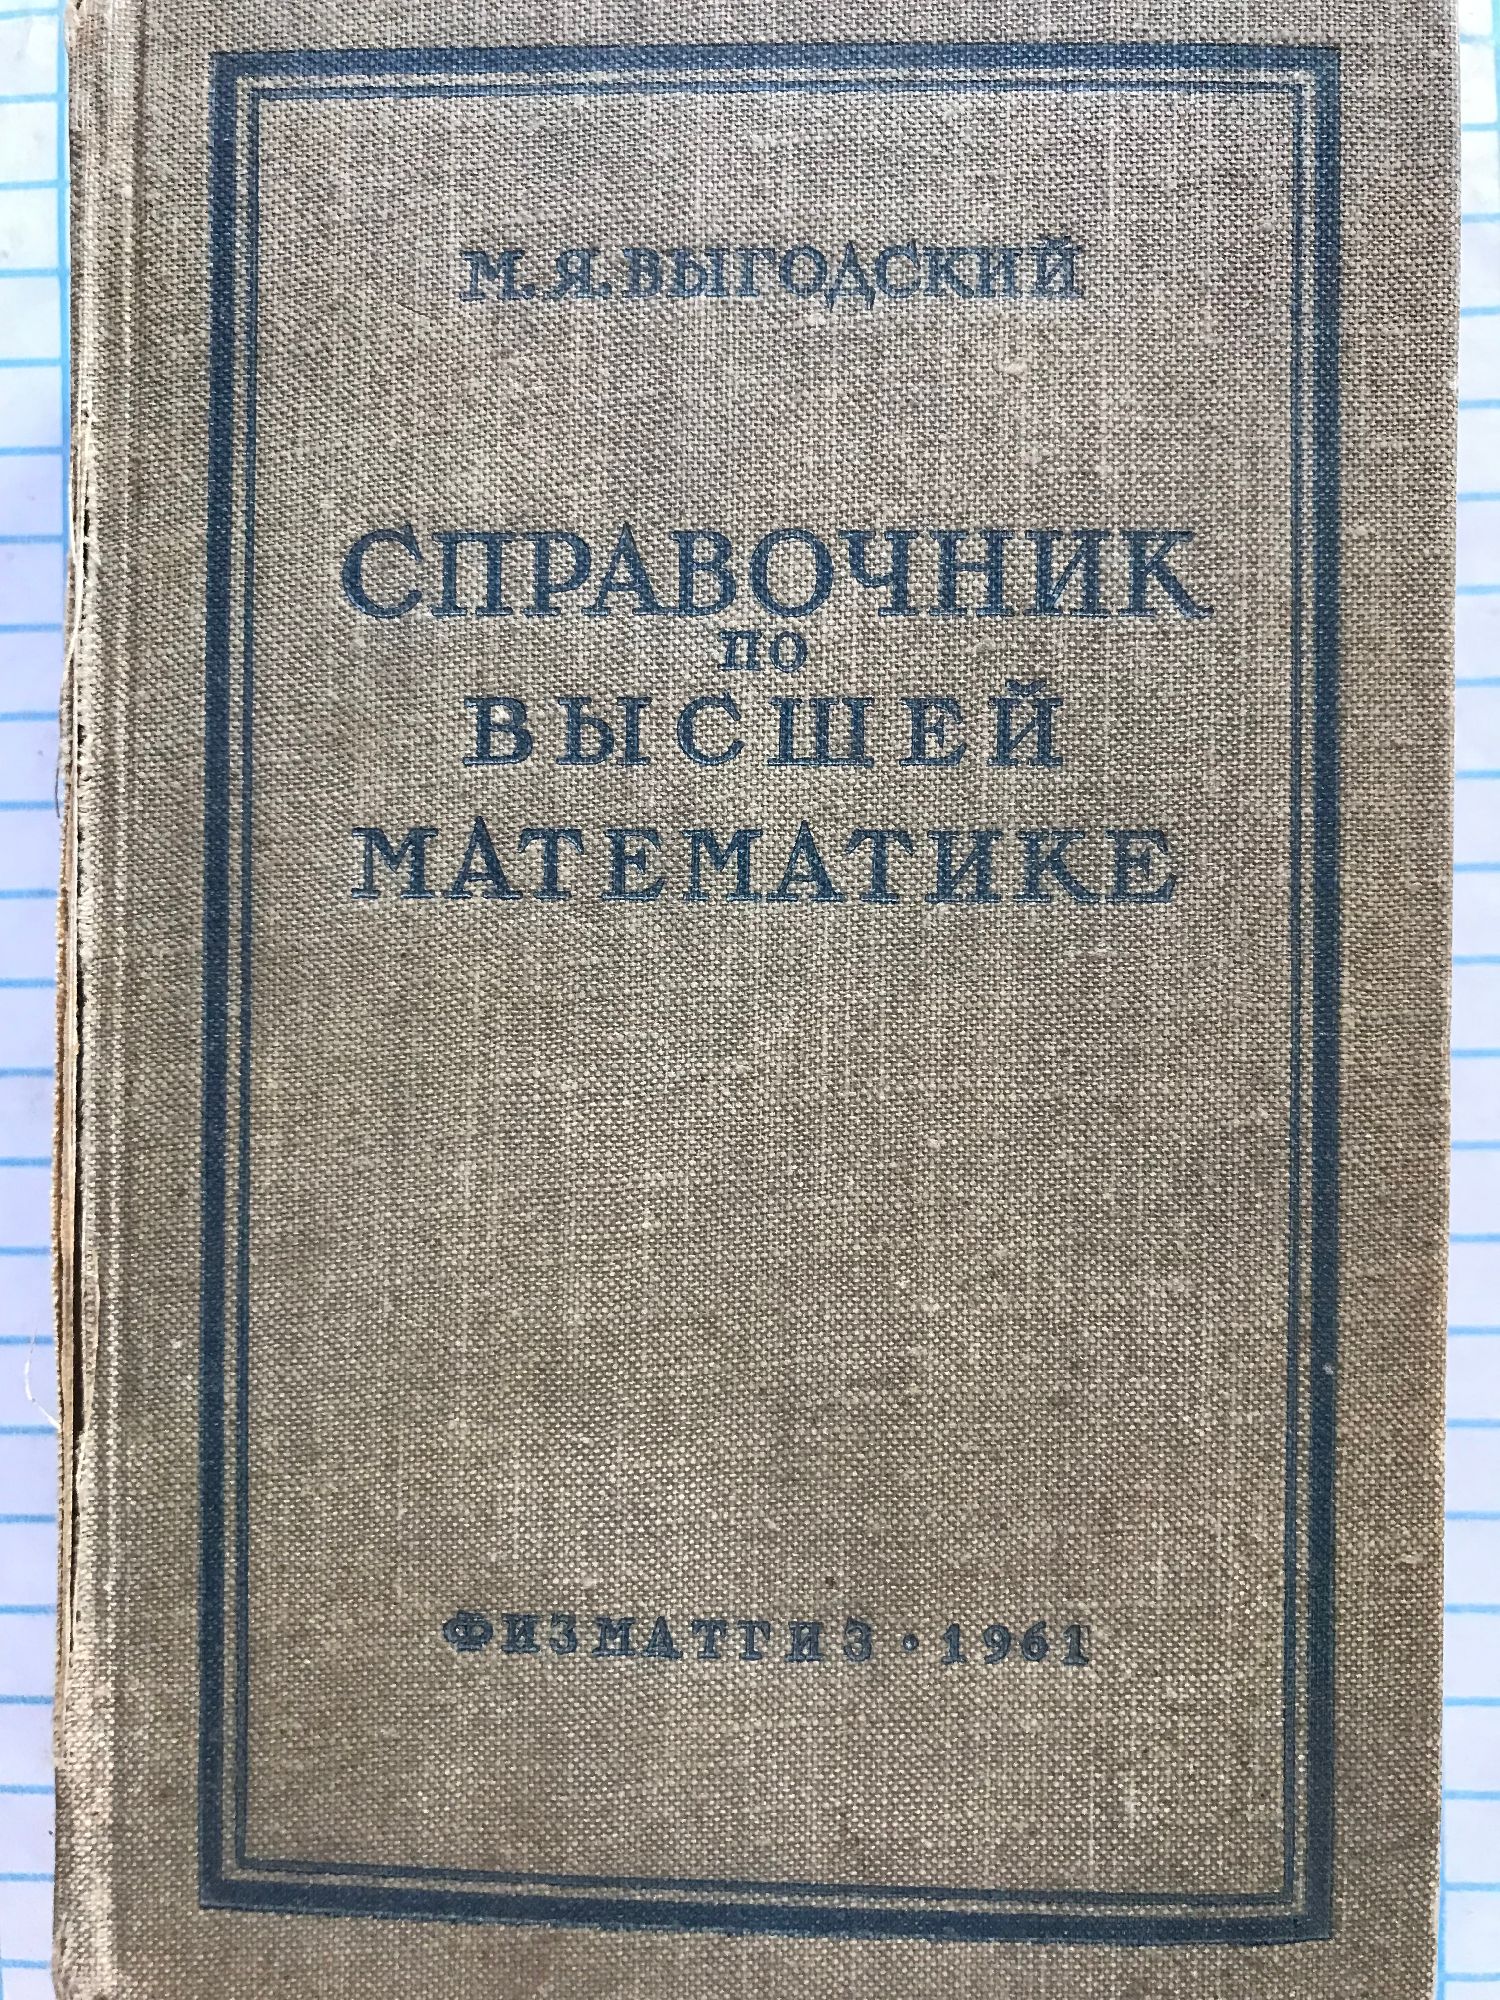 М.Я.ВЫГОДСКИЙ
СПРАВОЧНИК
ПО
ВЫСШЕЙ
МАТЕМАТИКЕ
ФИЗМАТГИЗ • 1961